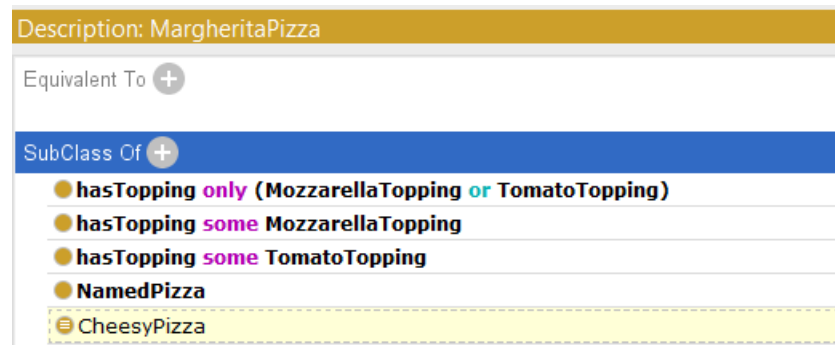 Description: MargheritaPizza
Equivalent To
SubClass Of
hasTopping only (MozzarellaTopping or TomatoTopping)
hasTopping some MozzarellaTopping
hasTopping some TomatoTopping
NamedPizza
CheesyPizza